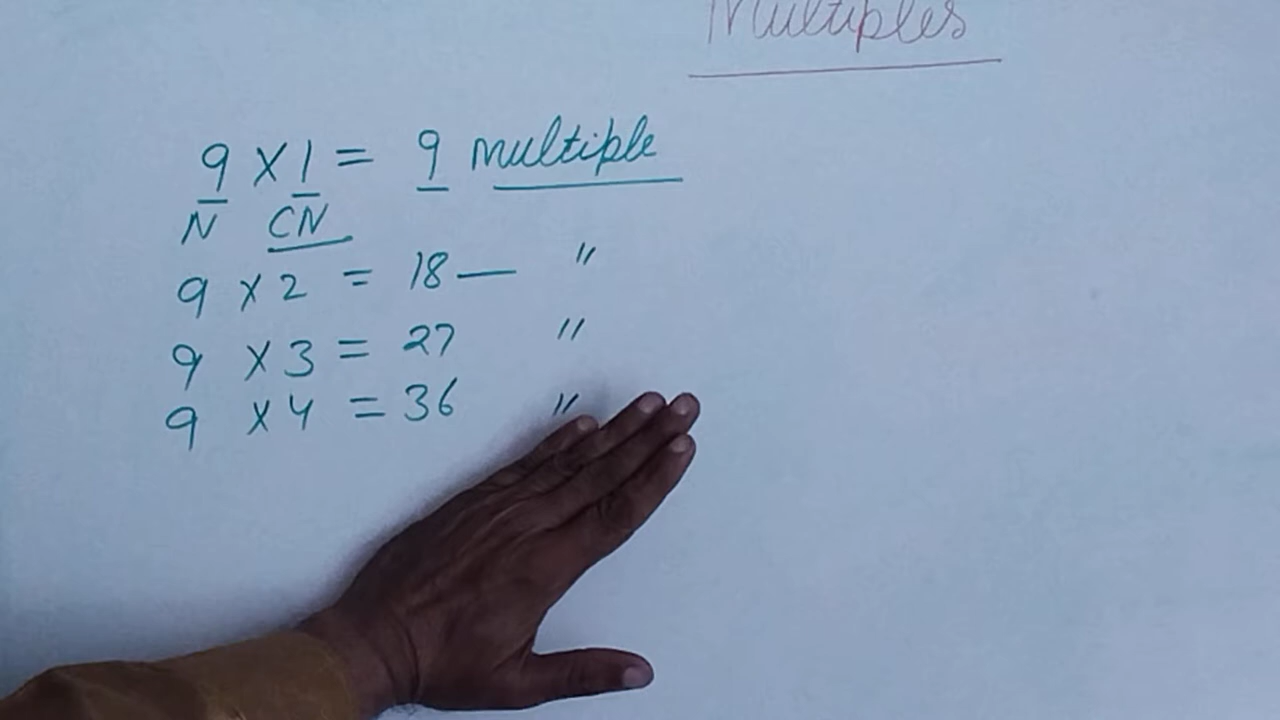 Multiples
9 X 1 = 9 multiple
N CN
9 X 2 = 18 — "
9 X 3 = 27 "
9 X 4 = 36 "